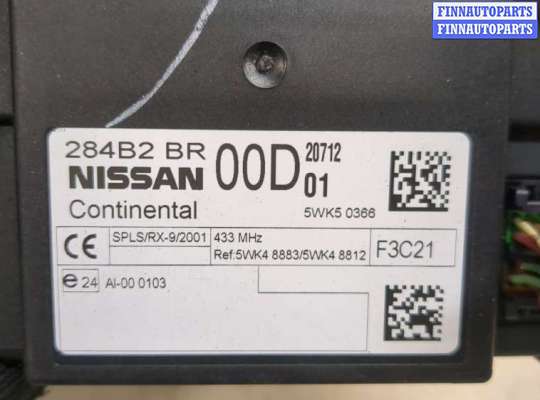 FINNAUTOPARTS
FINNAUTOPARTS
284B2 BR 00D 20712
NISSAN 01
Continental 5WK5 0366
CE SPLS/RX-9/2001 433 MHz F3C21
Ref:5WK4 8883/5WK4 8812
e 24 AI-00 0103